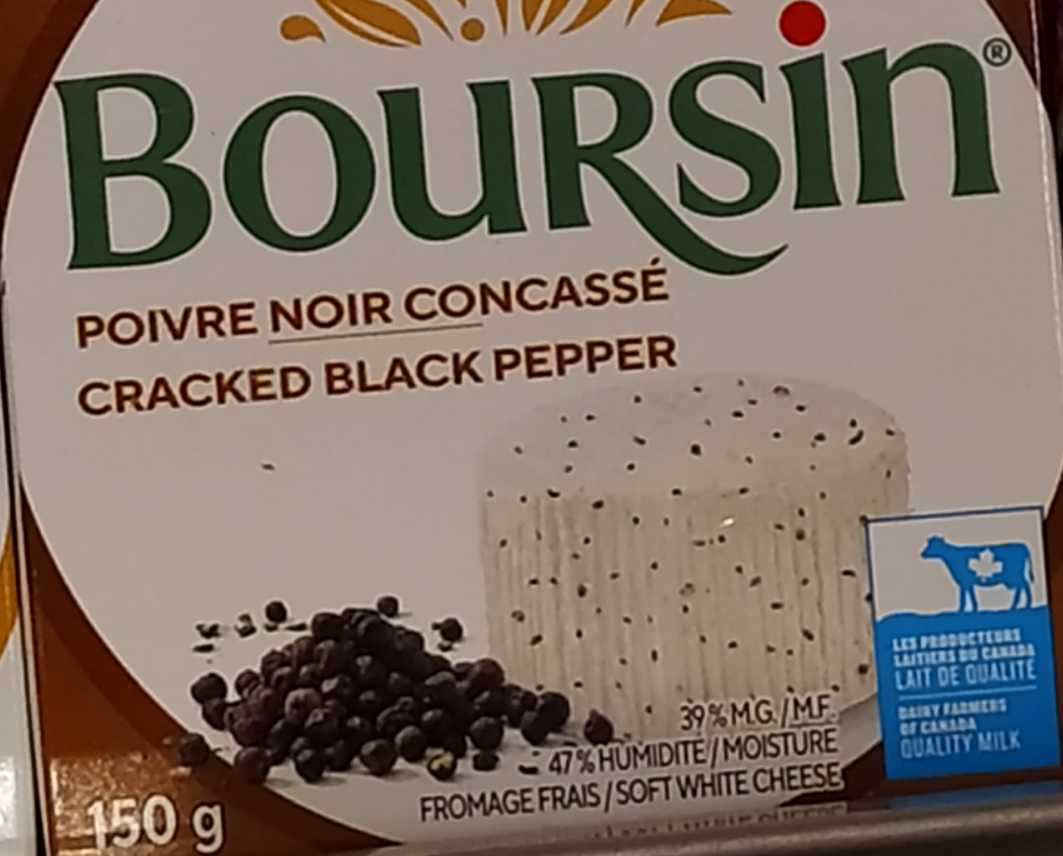 BOURSIN®
POIVRE NOIR CONCASSÉ
CRACKED BLACK PEPPER
LES PRODUCTEURS
LAITIERS DU CANADA
LAIT DE QUALITÉ
DAIRY FARMERS
OF CANADA
QUALITY MILK
39% M.G. / M.F.
47% HUMIDITÉ / MOISTURE
FROMAGE FRAIS / SOFT WHITE CHEESE
150 g